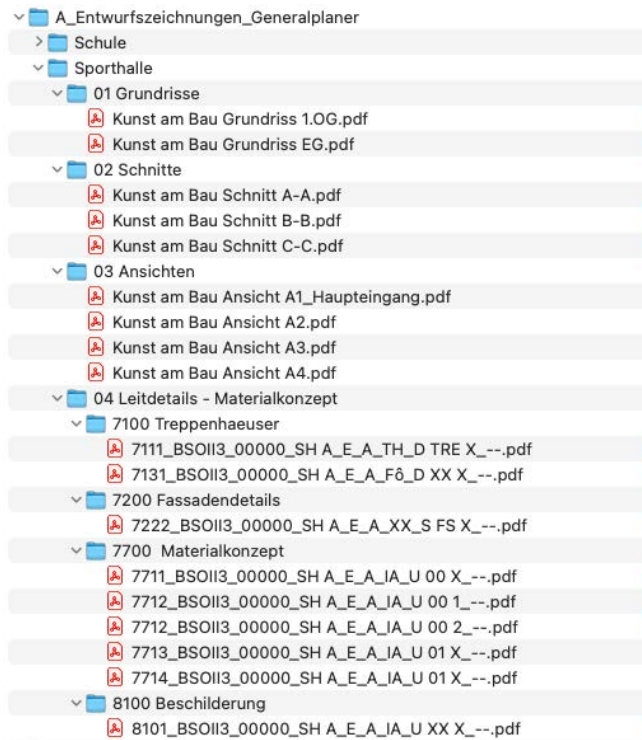 A_Entwurfszeichnungen_Generalplaner
Schule
Sporthalle
01 Grundrisse
Kunst am Bau Grundriss 1.OG.pdf
Kunst am Bau Grundriss EG.pdf
02 Schnitte
Kunst am Bau Schnitt A-A.pdf
Kunst am Bau Schnitt B-B.pdf
Kunst am Bau Schnitt C-C.pdf
03 Ansichten
Kunst am Bau Ansicht A1_Haupteingang.pdf
Kunst am Bau Ansicht A2.pdf
Kunst am Bau Ansicht A3.pdf
Kunst am Bau Ansicht A4.pdf
04 Leitdetails - Materialkonzept
7100 Treppenhaeuser
7111_BSOII3_00000_SH A_E_A_TH_D TRE X_--.pdf
7131_BSOII3_00000_SH A_E_A_Fô_D XX X_--.pdf
7200 Fassadendetails
7222_BSOII3_00000_SH A_E_A_XX_S FS X_--.pdf
7700  Materialkonzept
7711_BSOII3_00000_SH A_E_A_IA_U 00 X_--.pdf
7712_BSOII3_00000_SH A_E_A_IA_U 00 1_--.pdf
7712_BSOII3_00000_SH A_E_A_IA_U 00 2_--.pdf
7713_BSOII3_00000_SH A_E_A_IA_U 01 X_--.pdf
7714_BSOII3_00000_SH A_E_A_IA_U 01 X_--.pdf
8100 Beschilderung
8101_BSOII3_00000_SH A_E_A_IA_U XX X_--.pdf